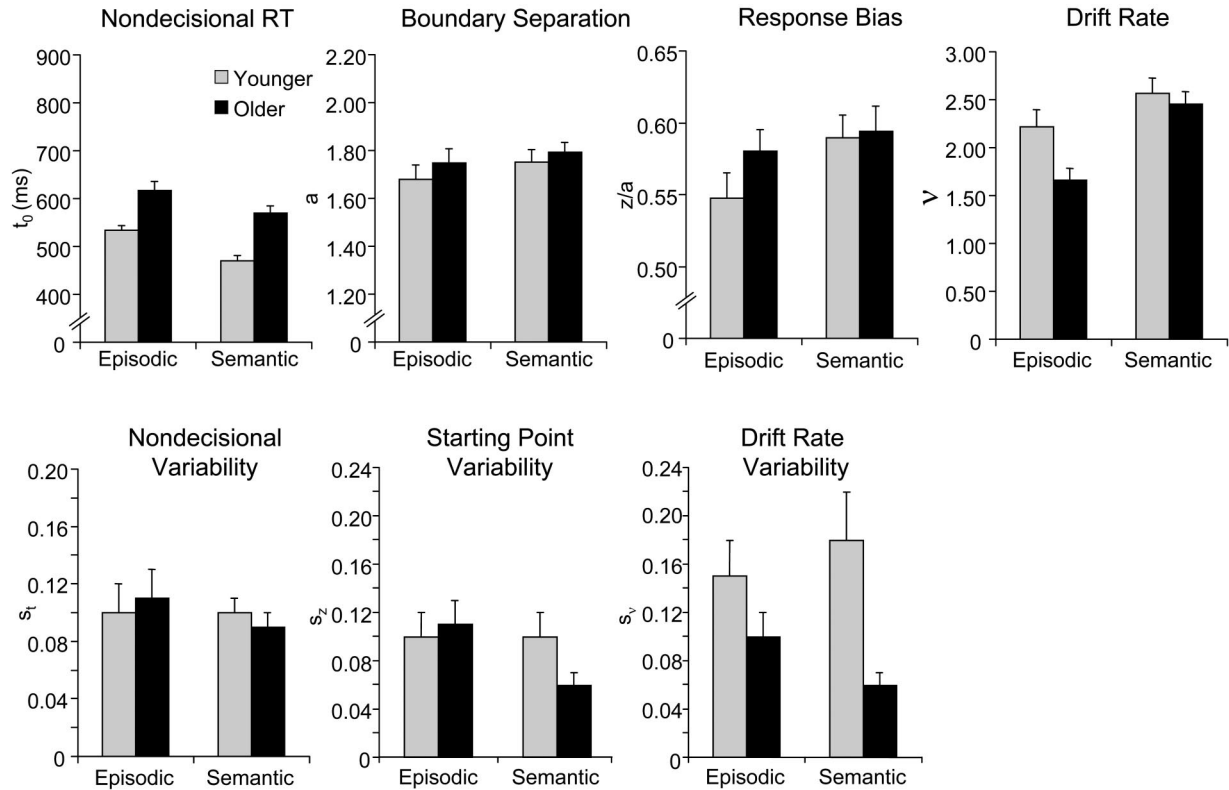 Nondecisional RT
900
800
700
600
500
400
0
t0 (ms)
Younger
Older
Episodic
Semantic
Boundary Separation
2.20
2.00
1.80
1.60
1.40
1.20
0
a
Episodic
Semantic
Response Bias
0.65
0.60
0.55
0.50
0
z/a
Episodic
Semantic
Drift Rate
3.00
2.50
2.00
1.50
1.00
0.50
0
ν
Episodic
Semantic
Nondecisional
Variability
0.20
0.16
0.12
0.08
0.04
0
st
Episodic
Semantic
Starting Point
Variability
0.24
0.20
0.16
0.12
0.08
0.04
0
sz
Episodic
Semantic
Drift Rate
Variability
0.24
0.20
0.16
0.12
0.08
0.04
0
sν
Episodic
Semantic